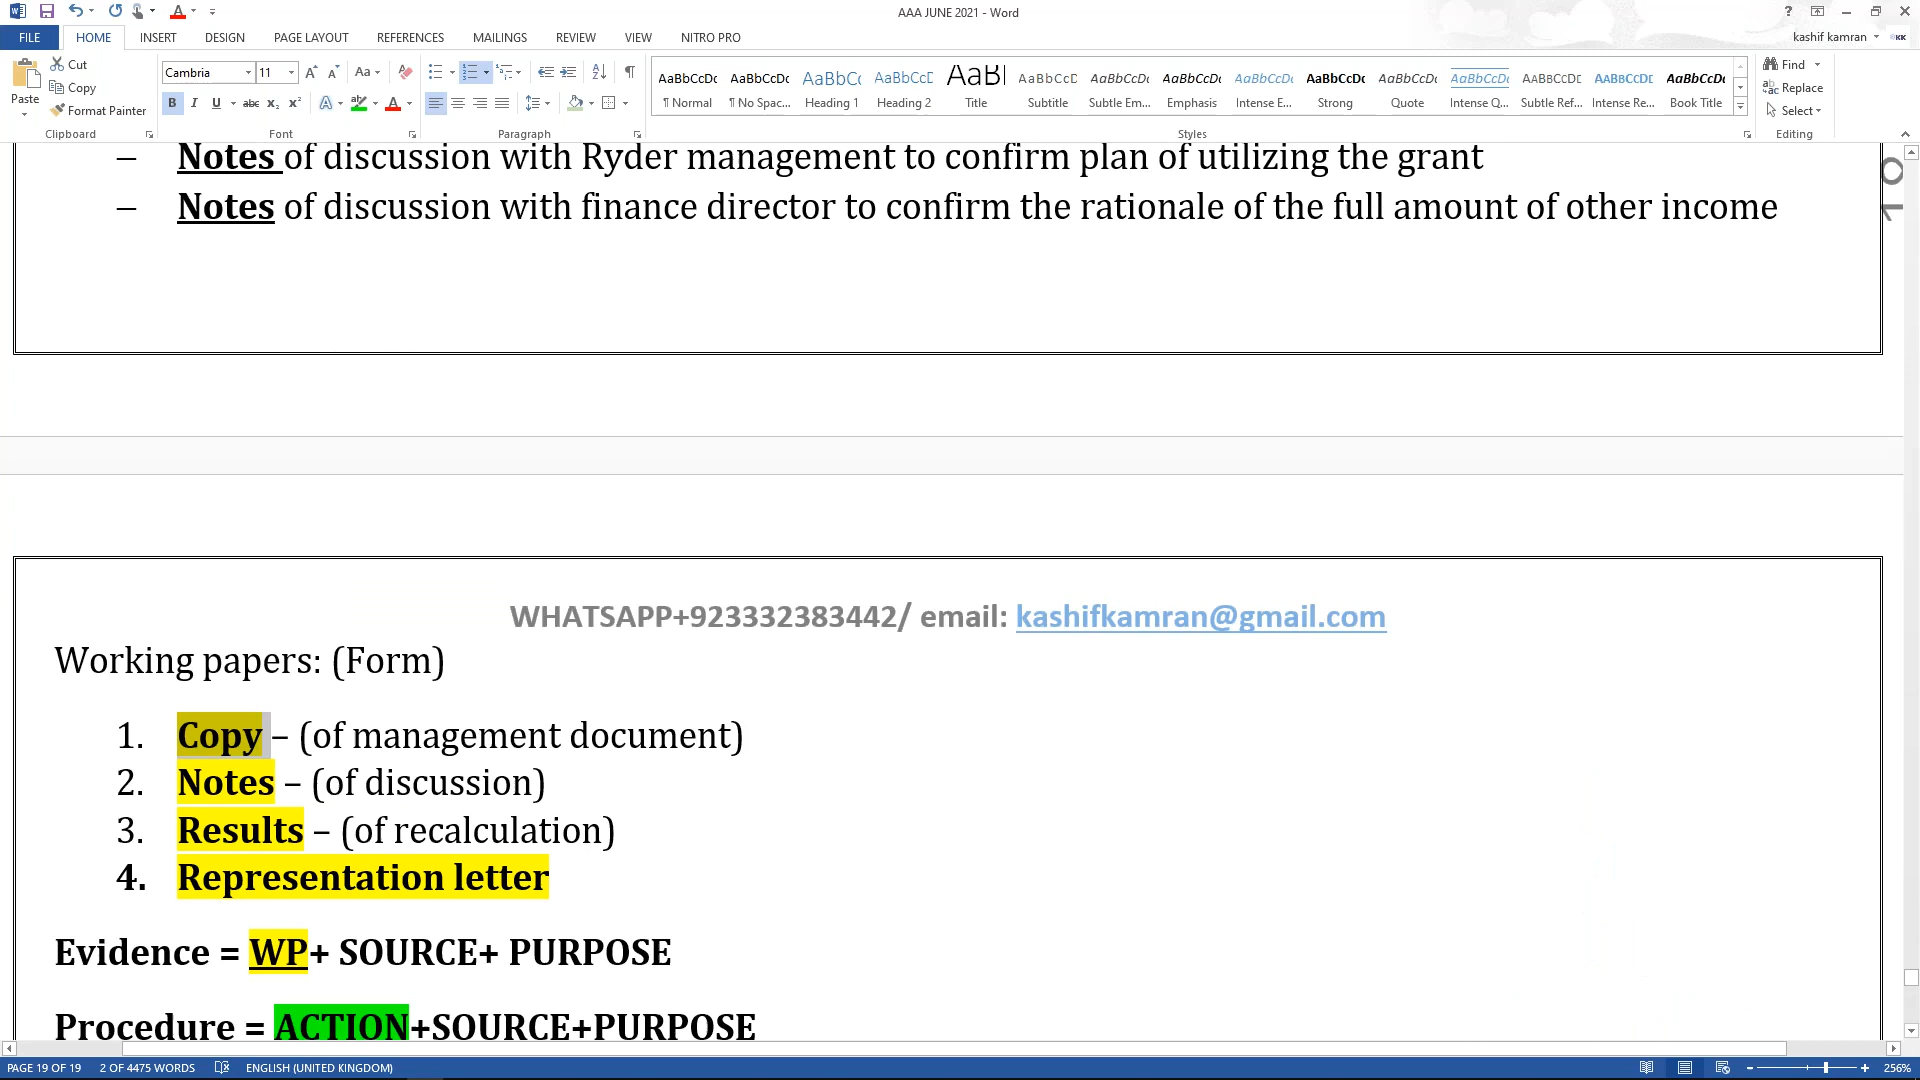 AAA JUNE 2021 - Word
?
FILE HOME INSERT DESIGN PAGE LAYOUT REFERENCES MAILINGS REVIEW VIEW NITRO PRO
kashif kamran
KK
Paste
Cut
Copy
Format Painter
Clipboard
Cambria 11
Aa
B I U abc x₂ x² A ab A
Font
Paragraph
AaBbCcDc AaBbCcDc AaBbCc AaBbCcD AaBl AaBbCcD AaBbCcDc AaBbCcDc AaBbCcDc AaBbCcDc AaBbCcDc AaBbCcDc AABBCCDE AABBCCDE AaBbCcDc
¶ Normal ¶ No Spac... Heading 1 Heading 2 Title Subtitle Subtle Em... Emphasis Intense E... Strong Quote Intense Q... Subtle Ref... Intense Re... Book Title
Styles
Find
Replace
Select
Editing
– Notes of discussion with Ryder management to confirm plan of utilizing the grant
– Notes of discussion with finance director to confirm the rationale of the full amount of other income
WHATSAPP+923332383442/ email: kashifkamran@gmail.com
Working papers: (Form)
1. Copy – (of management document)
2. Notes – (of discussion)
3. Results – (of recalculation)
4. Representation letter
Evidence = WP+ SOURCE+ PURPOSE
Procedure = ACTION+SOURCE+PURPOSE
PAGE 19 OF 19 2 OF 4475 WORDS ENGLISH (UNITED KINGDOM)
256%